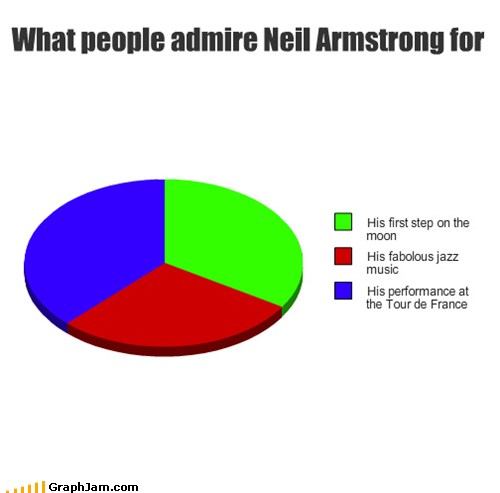 What people admire Neil Armstrong for
His first step on the
moon
His fabolous jazz
music
His performance at
the Tour de France
GraphJam.com